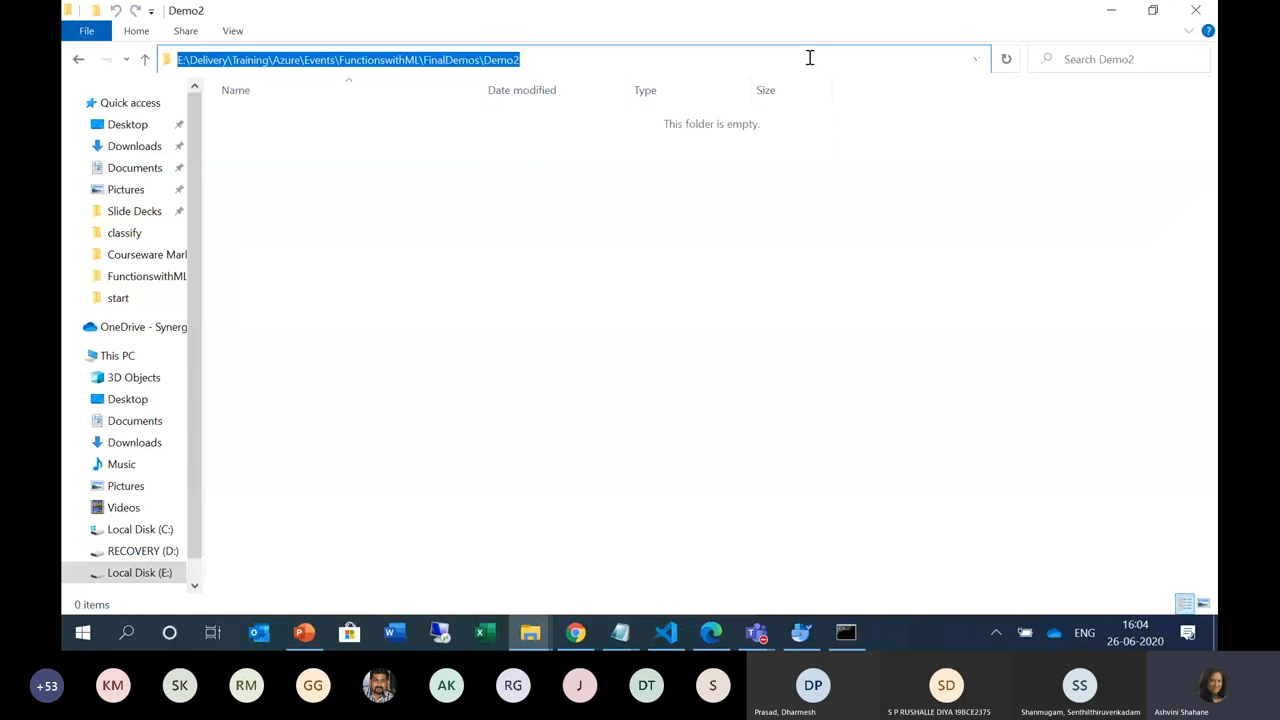 Demo2
File
Home
Share
View
E:\Delivery\Training\Azure\Events\FunctionswithML\FinalDemos\Demo2
Search Demo2
Name
Date modified
Type
Size
This folder is empty.
Quick access
Desktop
Downloads
Documents
Pictures
Slide Decks
classify
Courseware Marl
FunctionswithML
start
OneDrive - Synerg
This PC
3D Objects
Desktop
Documents
Downloads
Music
Pictures
Videos
Local Disk (C:)
RECOVERY (D:)
Local Disk (E:)
0 items
ENG
16:04
26-06-2020
+53
KM
SK
RM
GG
AK
RG
J
DT
S
DP
Prasad, Dharmesh
SD
S P RUSHALLE DIYA 19BCE2375
SS
Shanmugam, Senthilthiruvenkadam
Ashvini Shahane